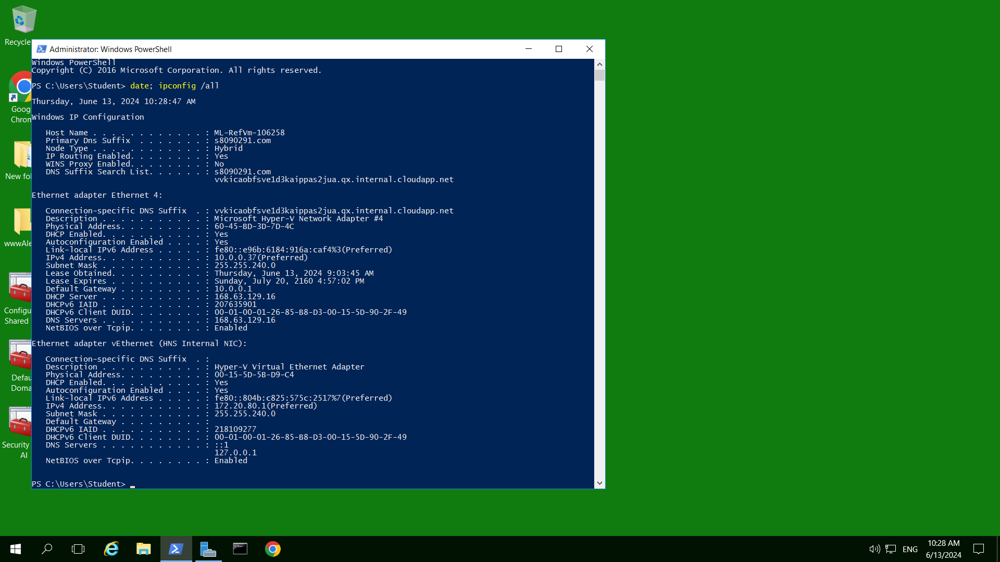 Recycle
Goog
Chrom
New fol
wwwAle
Configu
Shared
Defau
Doma
Security
AI
Administrator: Windows PowerShell
Windows PowerShell
Copyright (C) 2016 Microsoft Corporation. All rights reserved.
PS C:\Users\Student> date; ipconfig /all
Thursday, June 13, 2024 10:28:47 AM
Windows IP Configuration
Host Name . . . . . . . . . . . . : ML-RefVm-106258
Primary Dns Suffix  . . . . . . . : s8090291.com
Node Type . . . . . . . . . . . . : Hybrid
IP Routing Enabled. . . . . . . . : Yes
WINS Proxy Enabled. . . . . . . . : No
DNS Suffix Search List. . . . . . : s8090291.com
vvkicaobfsve1d3kaippas2jua.qx.internal.cloudapp.net
Ethernet adapter Ethernet 4:
Connection-specific DNS Suffix  . : vvkicaobfsve1d3kaippas2jua.qx.internal.cloudapp.net
Description . . . . . . . . . . . : Microsoft Hyper-V Network Adapter #4
Physical Address. . . . . . . . . : 60-45-BD-3D-7D-4C
DHCP Enabled. . . . . . . . . . . : Yes
Autoconfiguration Enabled . . . . : Yes
Link-local IPv6 Address . . . . . : fe80::e96b:6184:916a:caf4%3(Preferred)
IPv4 Address. . . . . . . . . . . : 10.0.0.37(Preferred)
Subnet Mask . . . . . . . . . . . : 255.255.240.0
Lease Obtained. . . . . . . . . . : Thursday, June 13, 2024 9:03:45 AM
Lease Expires . . . . . . . . . . : Sunday, July 20, 2160 4:57:02 PM
Default Gateway . . . . . . . . . : 10.0.0.1
DHCP Server . . . . . . . . . . . : 168.63.129.16
DHCPv6 IAID . . . . . . . . . . . : 207635901
DHCPv6 Client DUID. . . . . . . . : 00-01-00-01-26-85-B8-D3-00-15-5D-90-2F-49
DNS Servers . . . . . . . . . . . : 168.63.129.16
NetBIOS over Tcpip. . . . . . . . : Enabled
Ethernet adapter vEthernet (HNS Internal NIC):
Connection-specific DNS Suffix  . :
Description . . . . . . . . . . . : Hyper-V Virtual Ethernet Adapter
Physical Address. . . . . . . . . : 00-15-5D-5B-D9-C4
DHCP Enabled. . . . . . . . . . . : Yes
Autoconfiguration Enabled . . . . : Yes
Link-local IPv6 Address . . . . . : fe80::804b:c825:575c:2517%7(Preferred)
IPv4 Address. . . . . . . . . . . : 172.20.80.1(Preferred)
Subnet Mask . . . . . . . . . . . : 255.255.240.0
Default Gateway . . . . . . . . . :
DHCPv6 IAID . . . . . . . . . . . : 218109277
DHCPv6 Client DUID. . . . . . . . : 00-01-00-01-26-85-B8-D3-00-15-5D-90-2F-49
DNS Servers . . . . . . . . . . . : ::1
127.0.0.1
NetBIOS over Tcpip. . . . . . . . : Enabled
PS C:\Users\Student> _
ENG
10:28 AM
6/13/2024